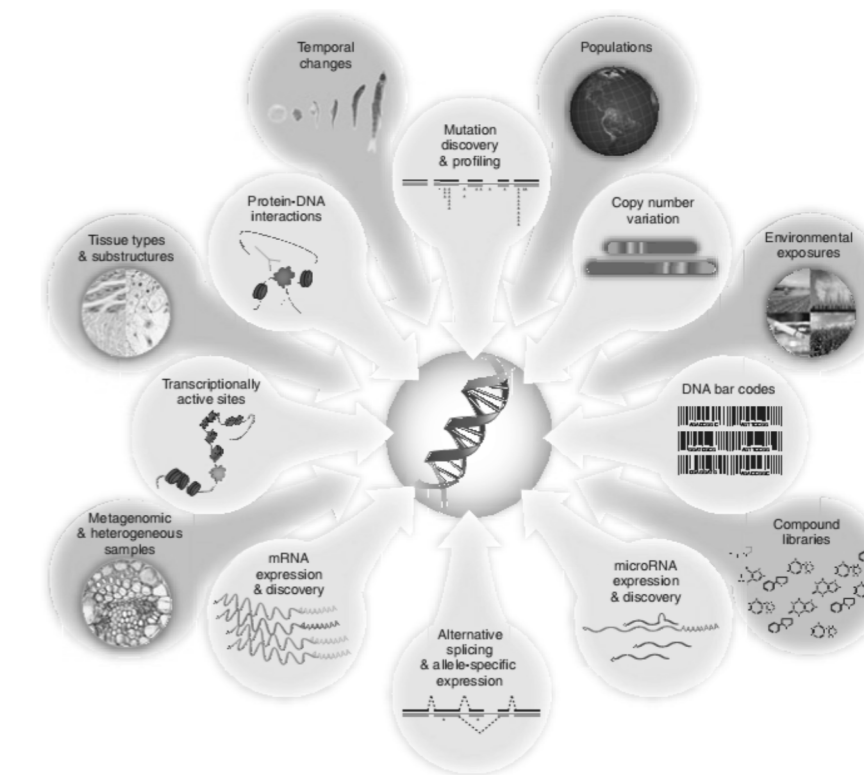 Temporal
changes
Populations
Mutation
discovery
& profiling
Protein-DNA
interactions
Copy number
variation
Tissue types
& substructures
Environmental
exposures
Transcriptionally
active sites
DNA bar codes
Metagenomic
& heterogeneous
samples
Compound
libraries
mRNA
expression
& discovery
microRNA
expression
& discovery
Alternative
splicing
& allele-specific
expression